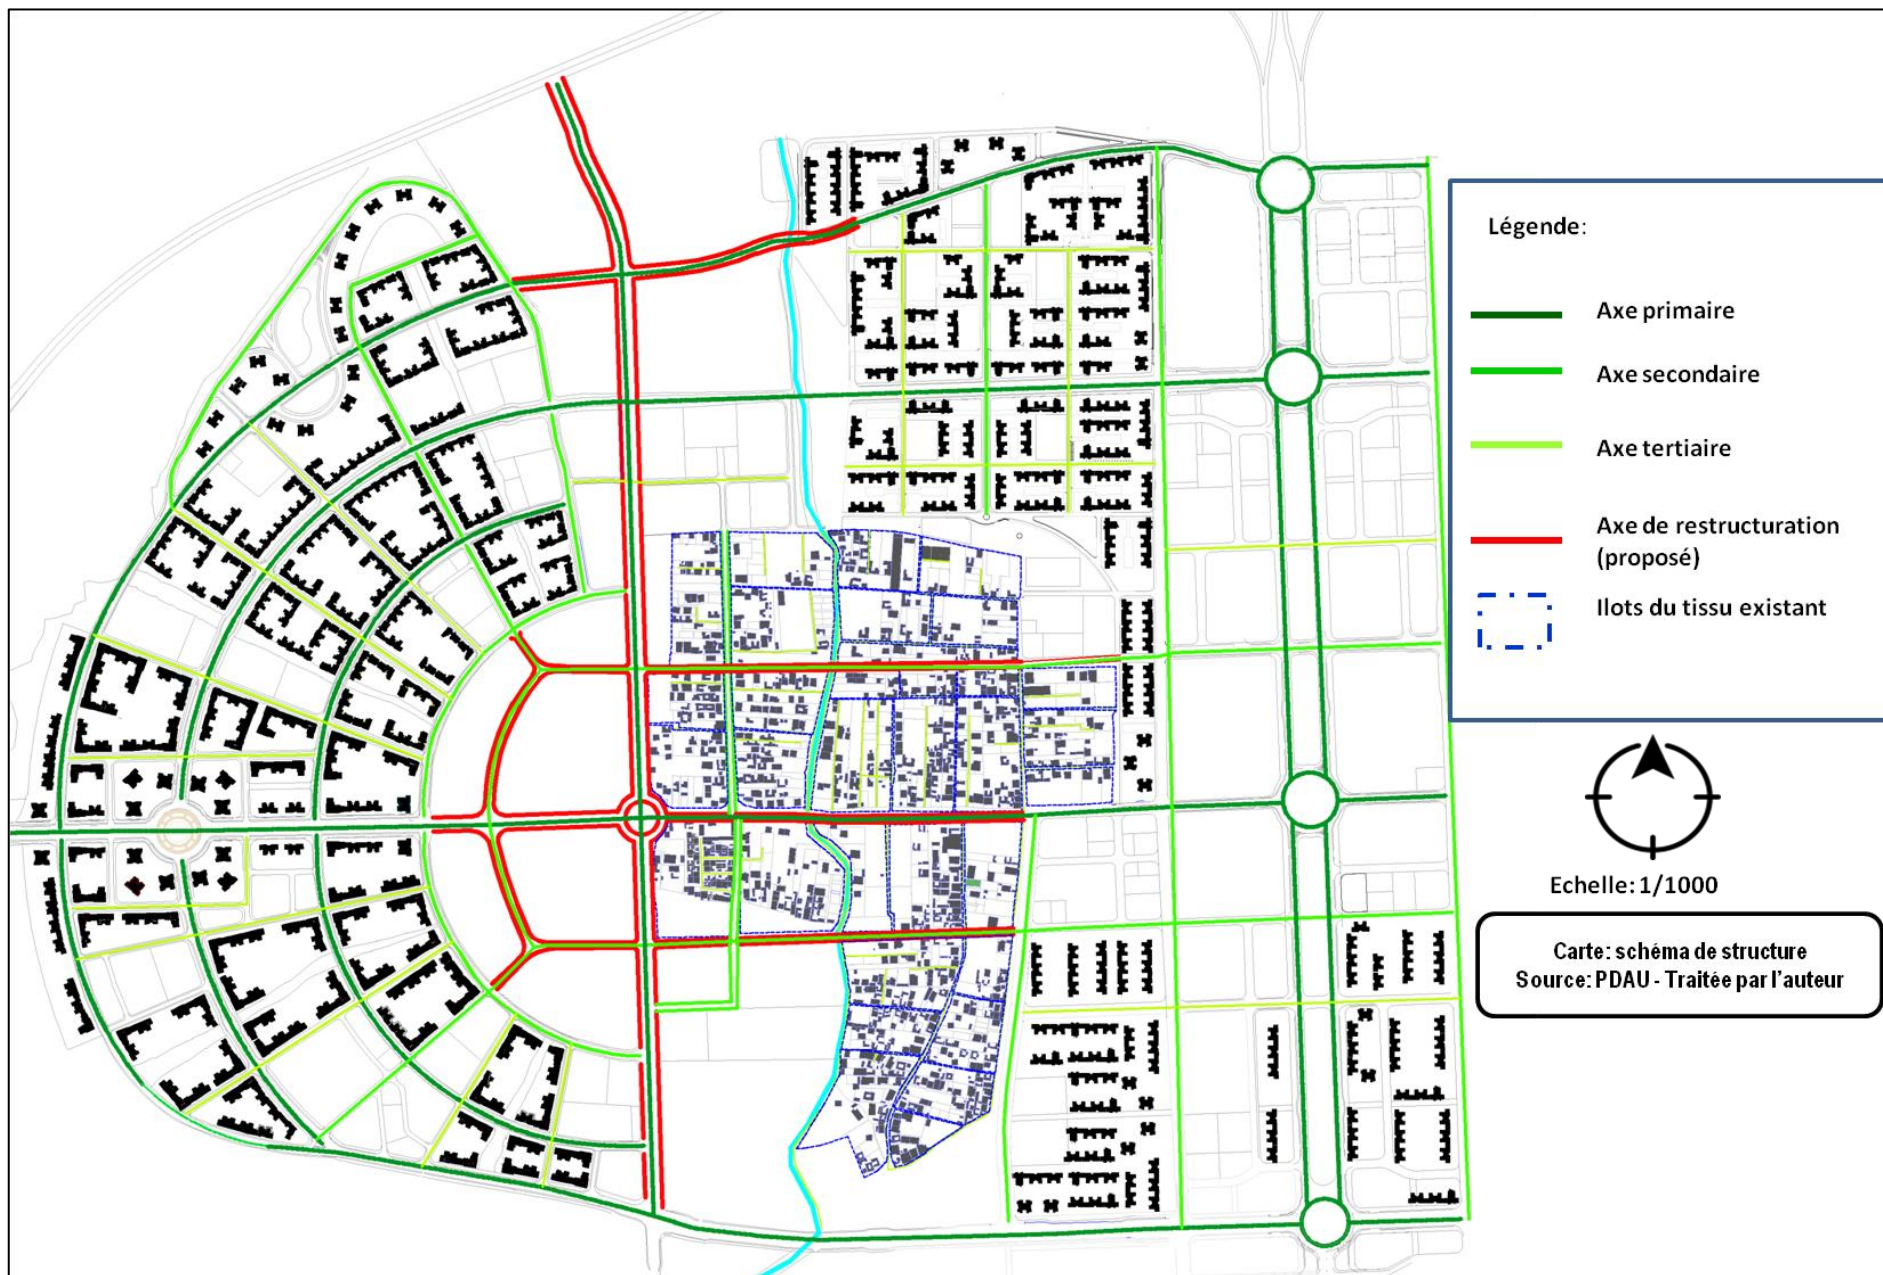 Légende:
Axe primaire
Axe secondaire
Axe tertiaire
Axe de restructuration
(proposé)
Ilots du tissu existant
Echelle: 1/1000
Carte: schéma de structure
Source: PDAU - Traitée par l'auteur